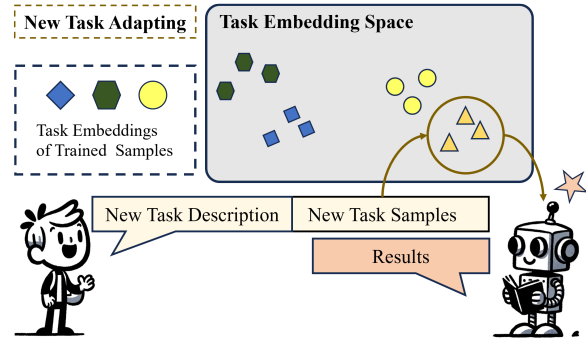 New Task Adapting
Task Embedding Space
Task Embeddings
of Trained Samples
New Task Description
New Task Samples
Results